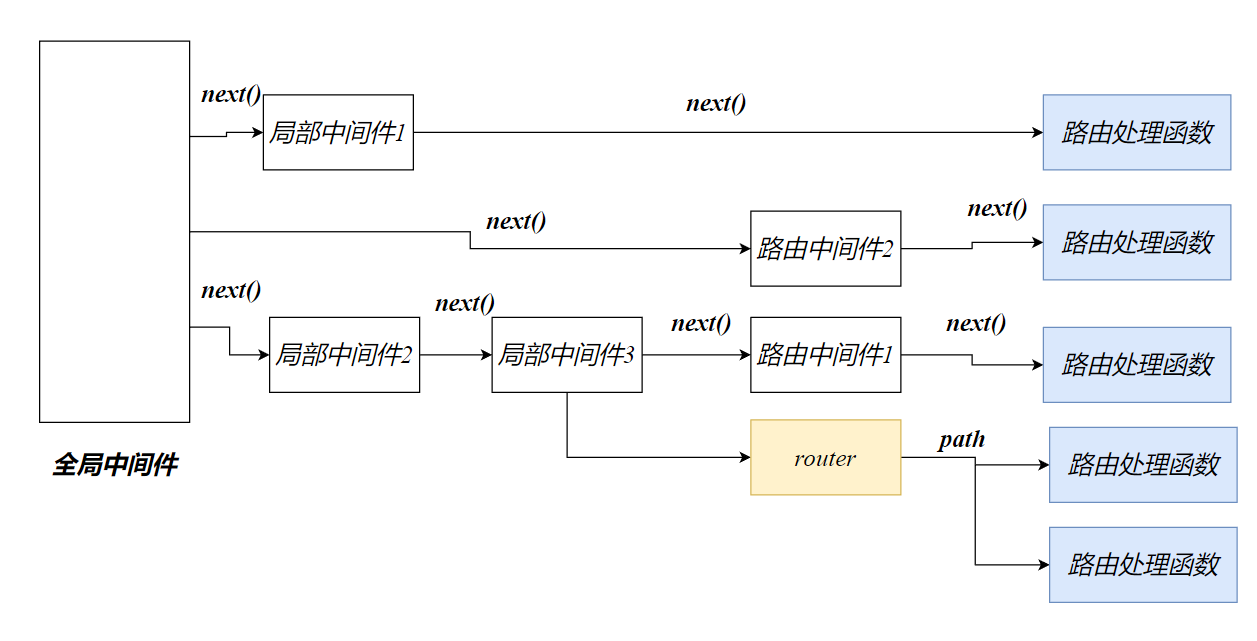 next()
next()
局部中间件1
路由处理函数
next()
next()
路由中间件2
路由处理函数
next()
next()
next()
next()
局部中间件2
局部中间件3
路由中间件1
路由处理函数
全局中间件
router
path
路由处理函数
路由处理函数